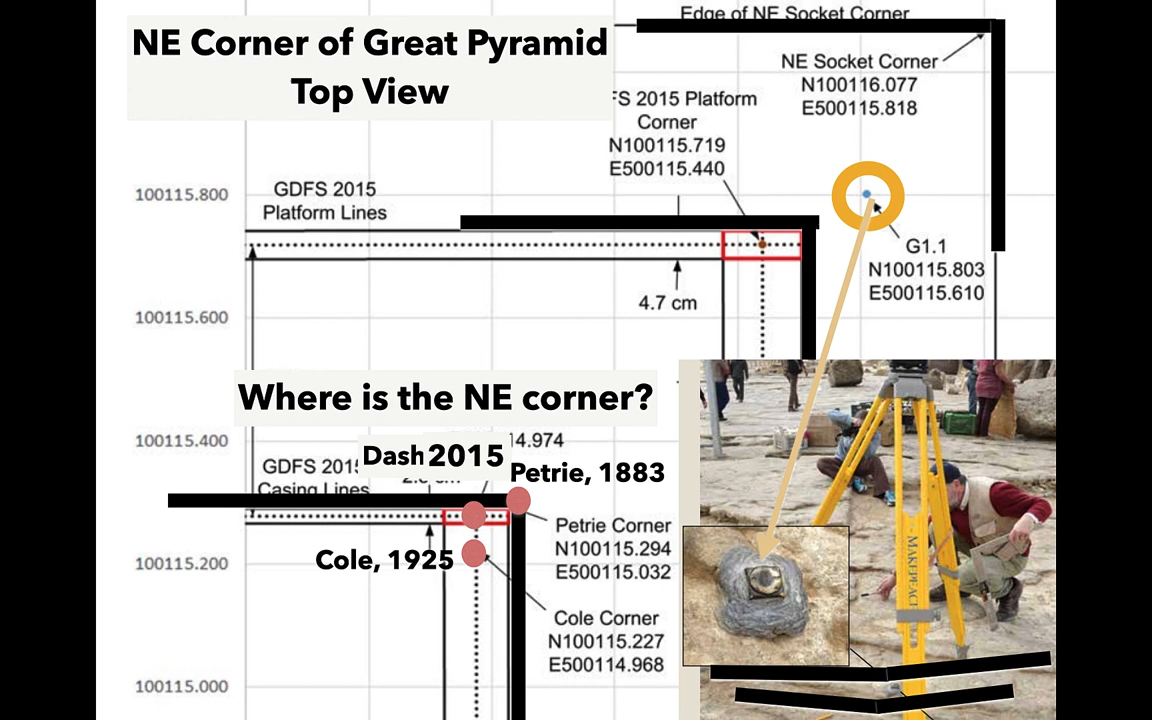 NE Corner of Great Pyramid
Top View
Edge of NE Socket Corner
NE Socket Corner
N100116.077
E500115.818
FS 2015 Platform
Corner
N100115.719
E500115.440
100115.800
GDFS 2015
Platform Lines
G1.1
N100115.803
E500115.610
4.7 cm
100115.600
Where is the NE corner?
100115.400
14.974
Dash 2015
GDFS 2015
Casing Lines
Petrie, 1883
Petrie Corner
N100115.294
E500115.032
100115.200
Cole, 1925
Cole Corner
N100115.227
E500114.968
100115.000